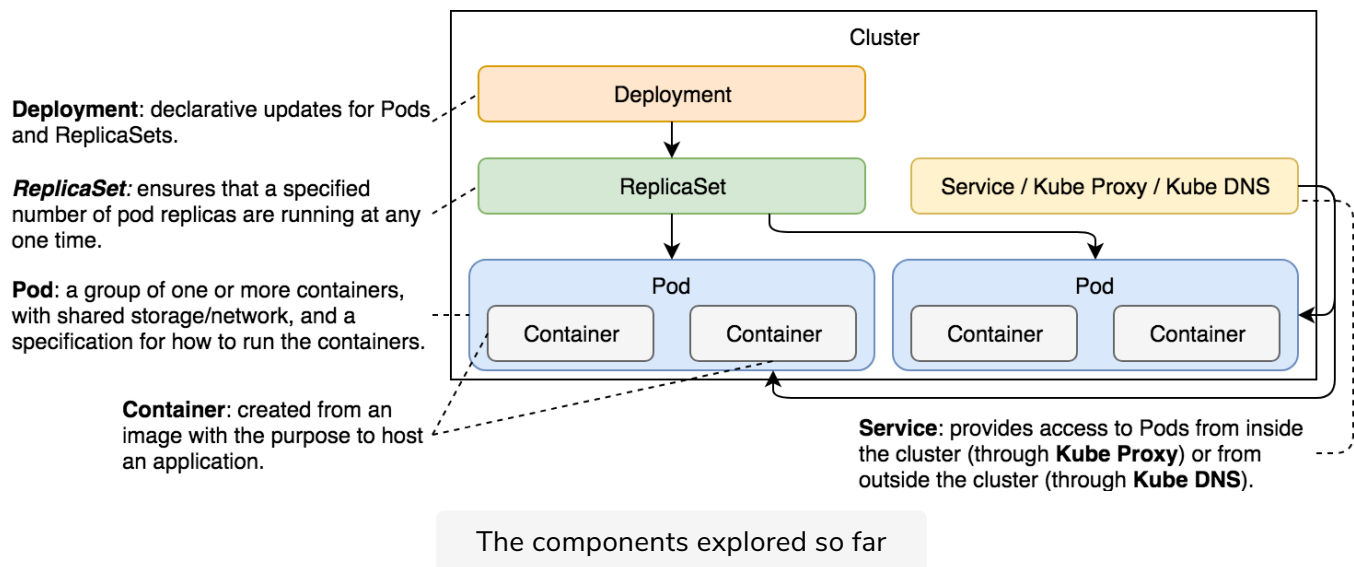 Cluster
Deployment
Deployment: declarative updates for Pods
and ReplicaSets.
ReplicaSet
Service / Kube Proxy / Kube DNS
ReplicaSet: ensures that a specified
number of pod replicas are running at any
one time.
Pod
Pod
Pod: a group of one or more containers,
with shared storage/network, and a
specification for how to run the containers.
Container
Container
Container
Container
Container: created from an
image with the purpose to host
an application.
Service: provides access to Pods from inside
the cluster (through Kube Proxy) or from
outside the cluster (through Kube DNS).
The components explored so far